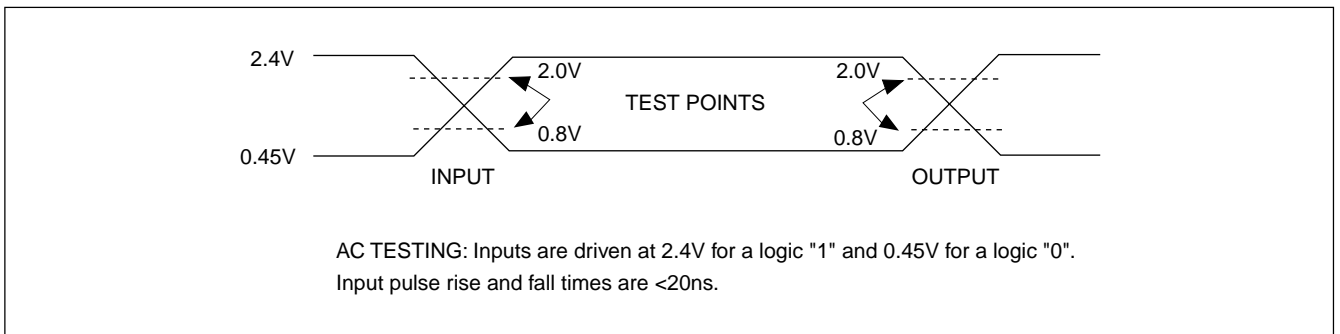 2.4V
2.0V
2.0V
TEST POINTS
0.8V
0.8V
0.45V
INPUT
OUTPUT
AC TESTING: Inputs are driven at 2.4V for a logic "1" and 0.45V for a logic "0".
Input pulse rise and fall times are <20ns.